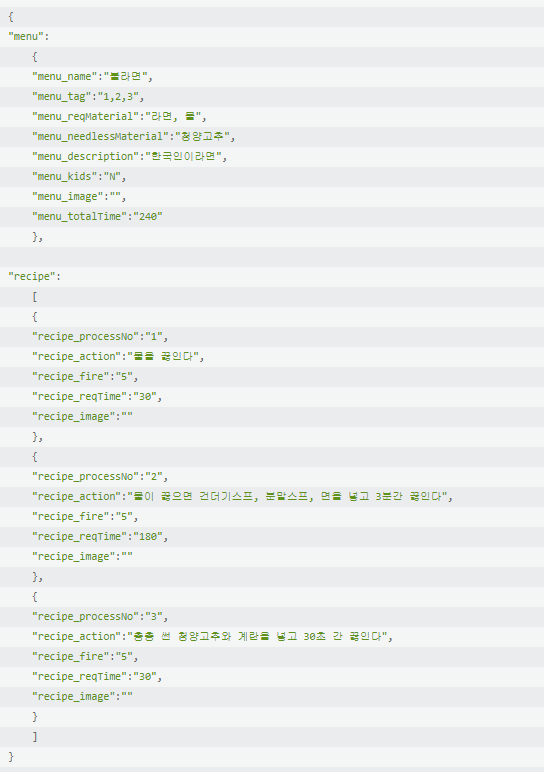 {
"menu":
{
"menu_name":"불라면",
"menu_tag":"1,2,3",
"menu_reqMaterial":"라면, 물",
"menu_needlessMaterial":"청양고추",
"menu_description":"한국인이라면",
"menu_kids":"N",
"menu_image":"",
"menu_totalTime":"240"
},
"recipe":
[
{
"recipe_processNo":"1",
"recipe_action":"물을 끓인다",
"recipe_fire":"5",
"recipe_reqTime":"30",
"recipe_image":""
},
{
"recipe_processNo":"2",
"recipe_action":"물이 끓으면 건더기스프, 분말스프, 면을 넣고 3분간 끓인다",
"recipe_fire":"5",
"recipe_reqTime":"180",
"recipe_image":""
},
{
"recipe_processNo":"3",
"recipe_action":"총총 썬 청양고추와 계란을 넣고 30초 간 끓인다",
"recipe_fire":"5",
"recipe_reqTime":"30",
"recipe_image":""
}
]
}